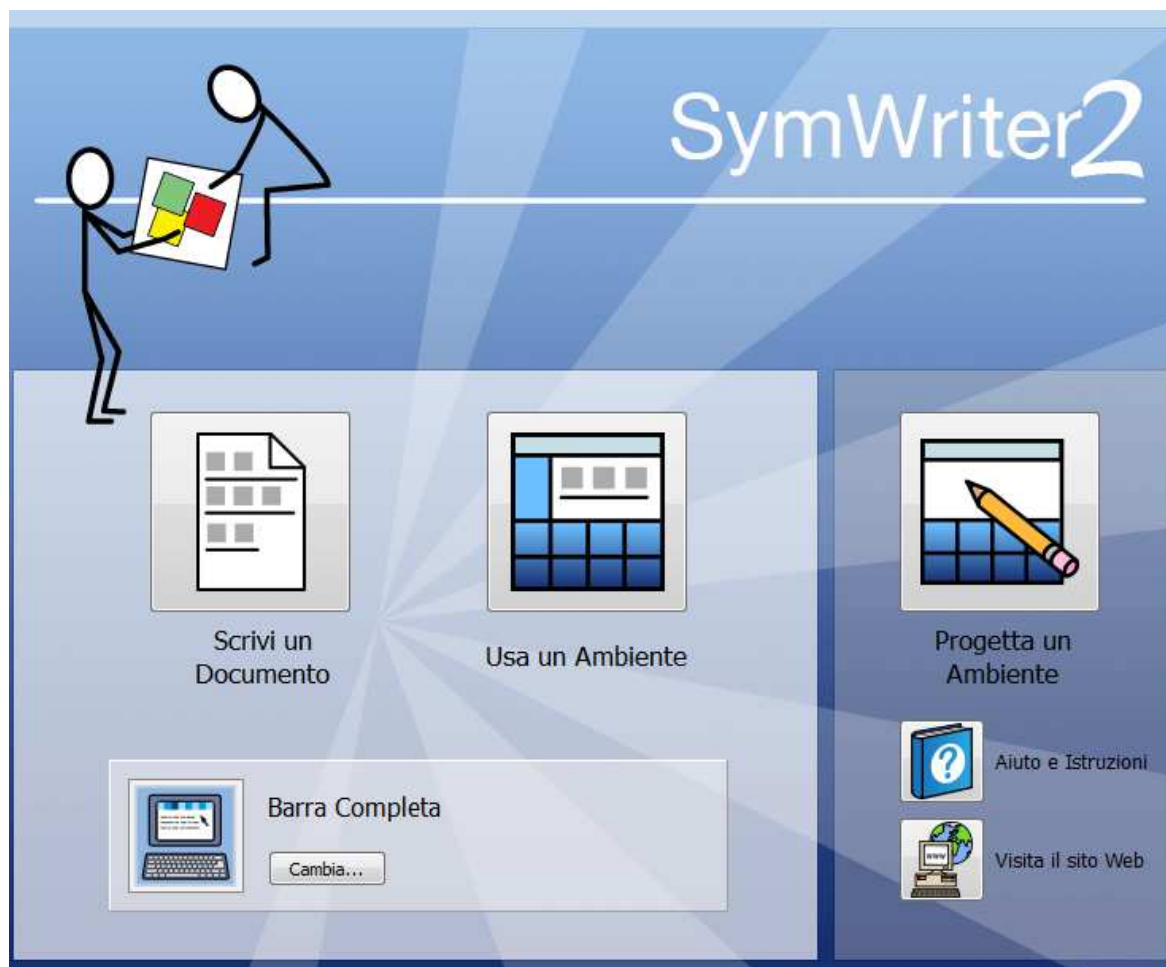 SymWriter2
Scrivi un
Documento
Usa un Ambiente
Progetta un
Ambiente
Aiuto e Istruzioni
Barra Completa
Cambia...
www
Visita il sito Web